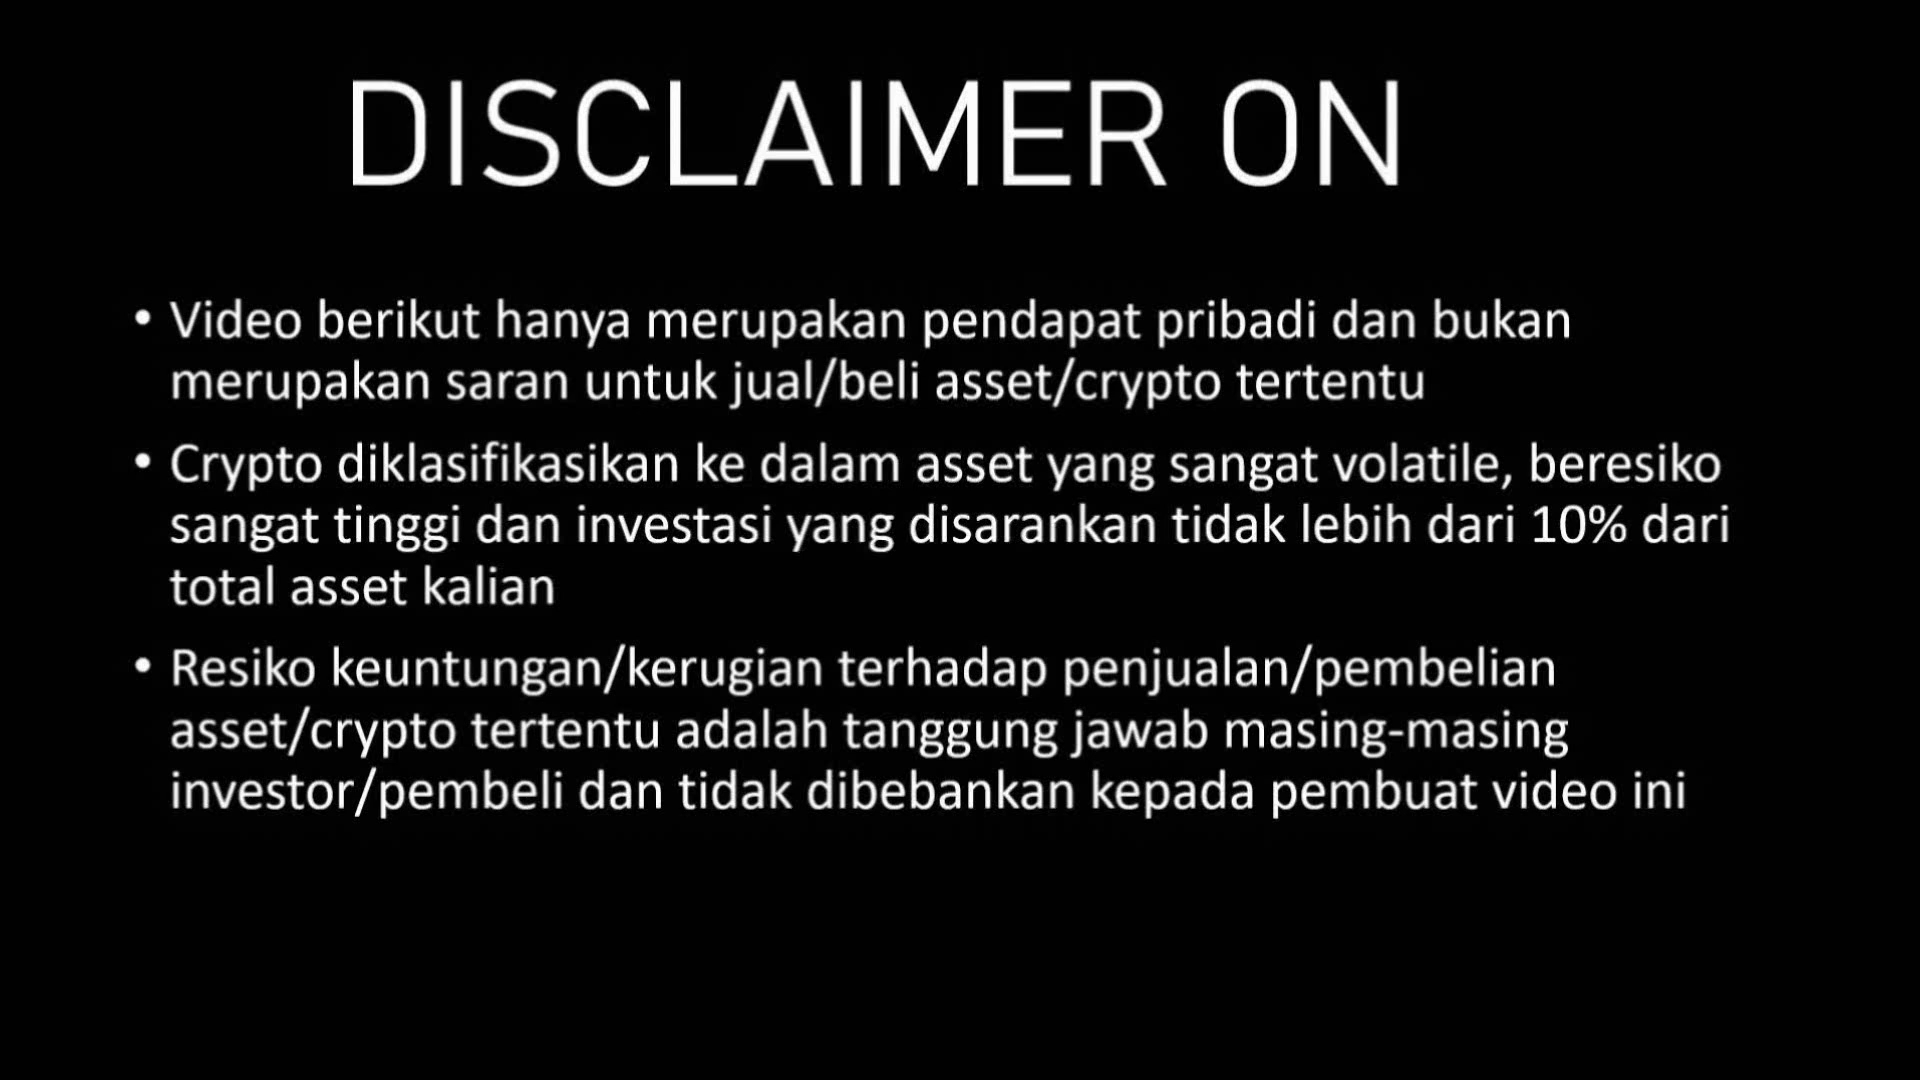 DISCLAIMER ON
• Video berikut hanya merupakan pendapat pribadi dan bukan
merupakan saran untuk jual/beli asset/crypto tertentu
• Crypto diklasifikasikan ke dalam asset yang sangat volatile, beresiko
sangat tinggi dan investasi yang disarankan tidak lebih dari 10% dari
total asset kalian
• Resiko keuntungan/kerugian terhadap penjualan/pembelian
asset/crypto tertentu adalah tanggung jawab masing-masing
investor/pembeli dan tidak dibebankan kepada pembuat video ini